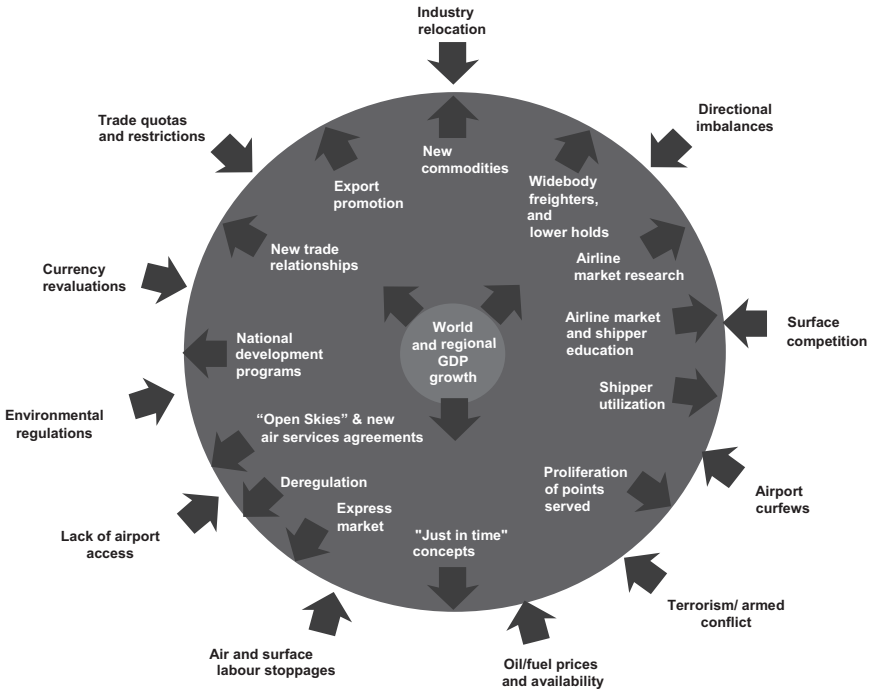 Industry
relocation
Trade quotas
and restrictions
Directional
imbalances
New
commodities
Export
promotion
Widebody
freighters,
and
lower holds
New trade
relationships
Airline
market research
Currency
revaluations
World
and regional
GDP
growth
Airline market
and shipper
education
Surface
competition
National
development
programs
Shipper
utilization
Environmental
regulations
“Open Skies” & new
air services agreements
Deregulation
Express
market
Proliferation
of points
served
"Just in time"
concepts
Airport
curfews
Lack of airport
access
Terrorism/ armed
conflict
Air and surface
labour stoppages
Oil/fuel prices
and availability